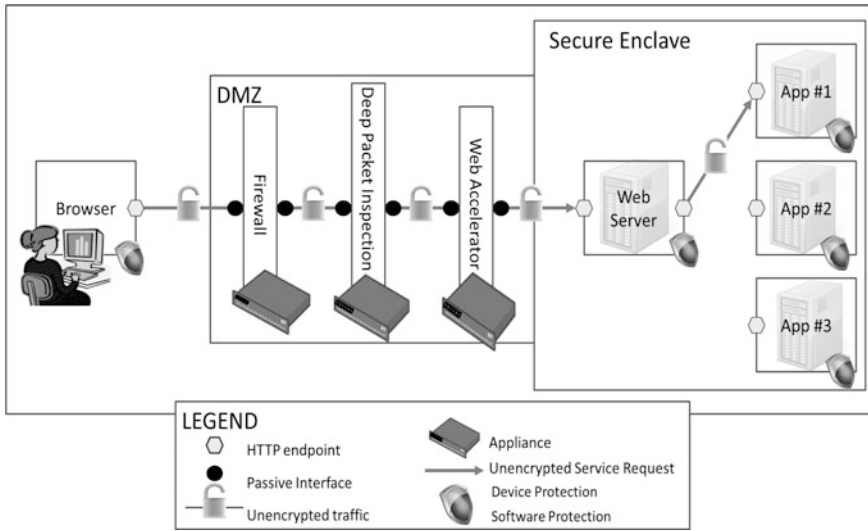 Secure Enclave
DMZ
Browser
Firewall
Deep Packet Inspection
Web Accelerator
Web
Server
App #1
App #2
App #3
LEGEND
HTTP endpoint
Passive Interface
Unencrypted traffic
Appliance
Unencrypted Service Request
Device Protection
Software Protection